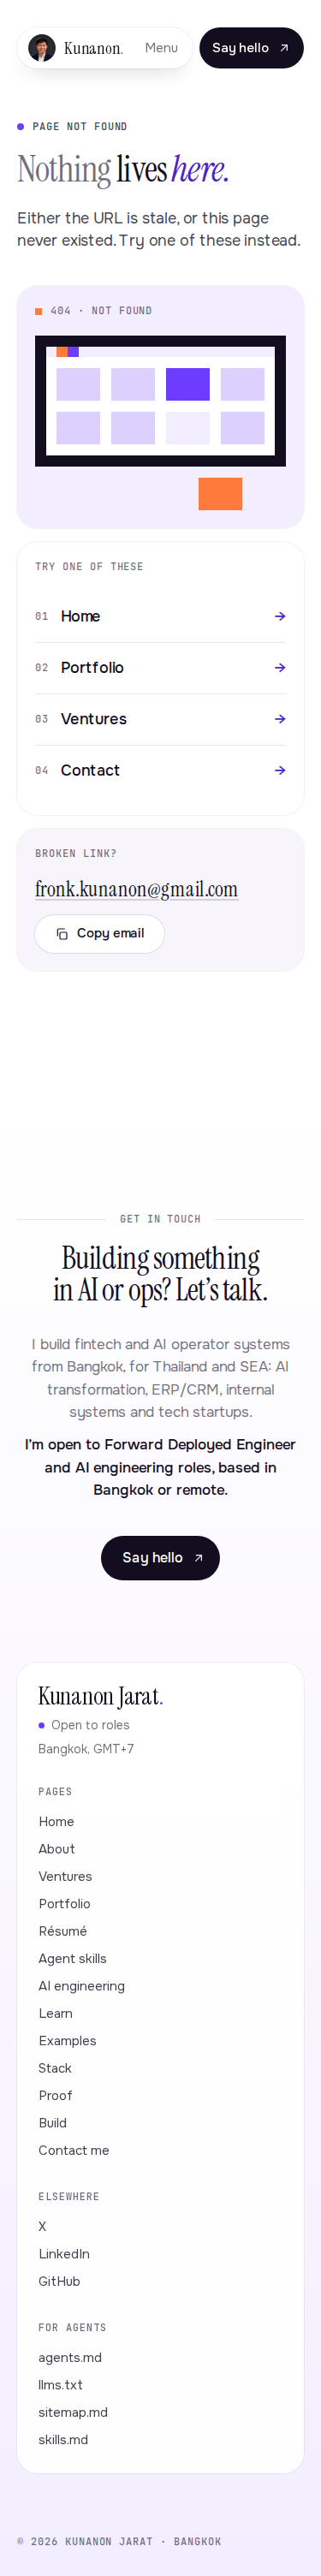 Kunanon.
Menu
Say hello
PAGE NOT FOUND
Nothing lives here.
Either the URL is stale, or this page
never existed. Try one of these instead.
404 · NOT FOUND
TRY ONE OF THESE
01 Home
02 Portfolio
03 Ventures
04 Contact
BROKEN LINK?
fronk.kunanon@gmail.com
Copy email
GET IN TOUCH
Building something
in AI or ops? Let's talk.
I build fintech and AI operator systems
from Bangkok, for Thailand and SEA: AI
transformation, ERP/CRM, internal
systems and tech startups.
I'm open to Forward Deployed Engineer
and AI engineering roles, based in
Bangkok or remote.
Say hello
Kunanon Jarat.
Open to roles
Bangkok, GMT+7
PAGES
Home
About
Ventures
Portfolio
Résumé
Agent skills
AI engineering
Learn
Examples
Stack
Proof
Build
Contact me
ELSEWHERE
X
LinkedIn
GitHub
FOR AGENTS
agents.md
llms.txt
sitemap.md
skills.md
© 2026 KUNANON JARAT · BANGKOK